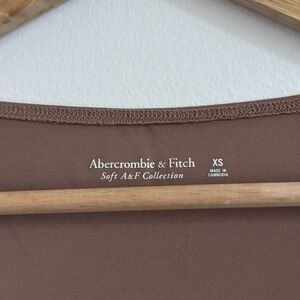 Abercrombie & Fitch
Soft A&F Collection
XS
MADE IN
CAMBODIA